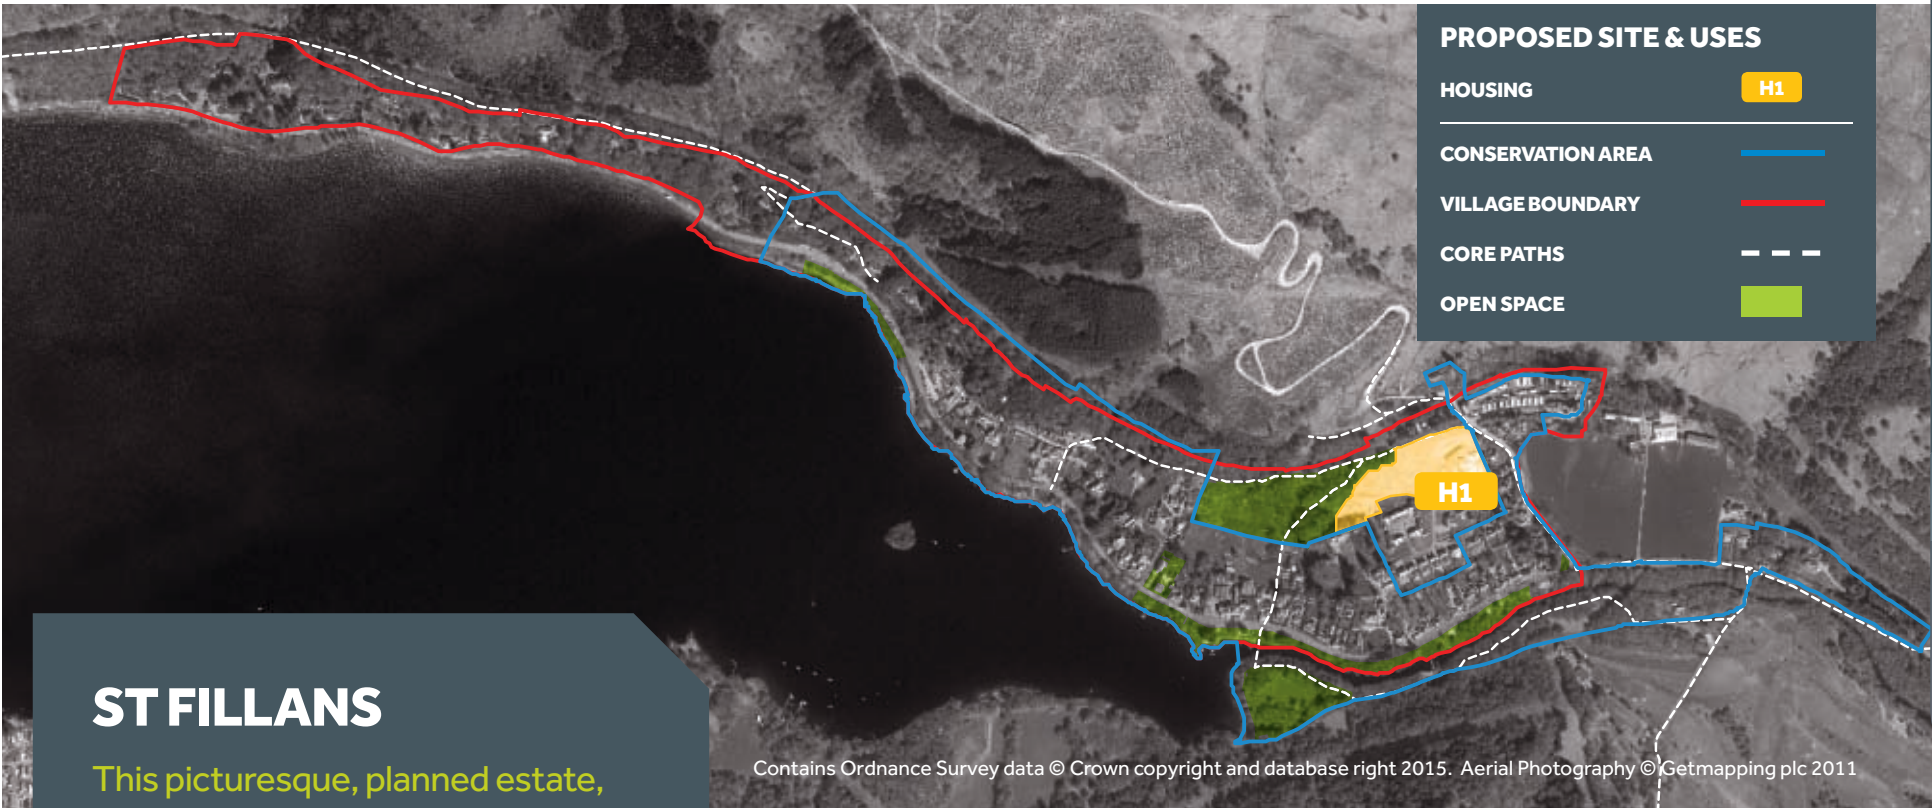 PROPOSED SITE & USES
HOUSING
H1
CONSERVATION AREA
VILLAGE BOUNDARY
CORE PATHS
OPEN SPACE
H1
ST FILLANS
This picturesque, planned estate,
Contains Ordnance Survey data © Crown copyright and database right 2015. Aerial Photography © Getmapping plc 2011